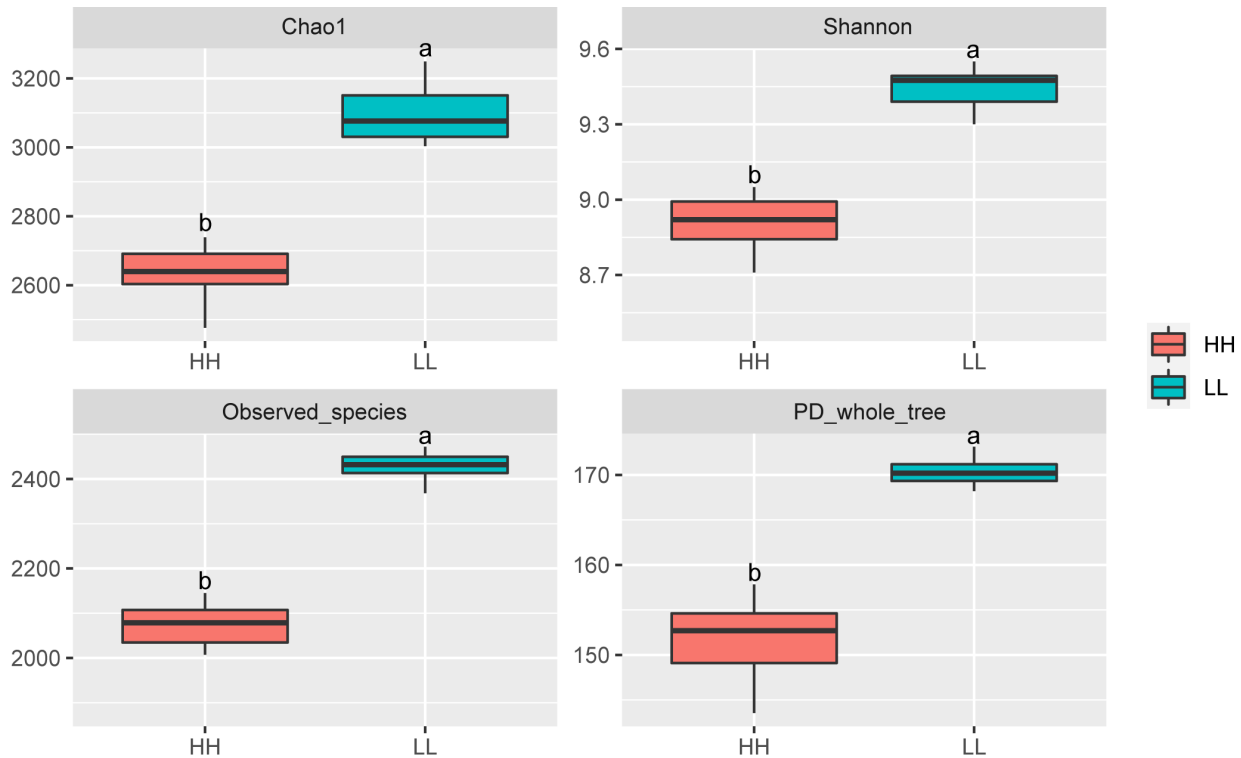 Chao1
a
3200
3000
b
2800
2600
HH
LL
Shannon
9.6
a
9.3
b
9.0
8.7
HH
LL
Observed_species
a
2400
2200
b
2000
HH
LL
PD_whole_tree
a
170
160
b
150
HH
LL
HH
LL